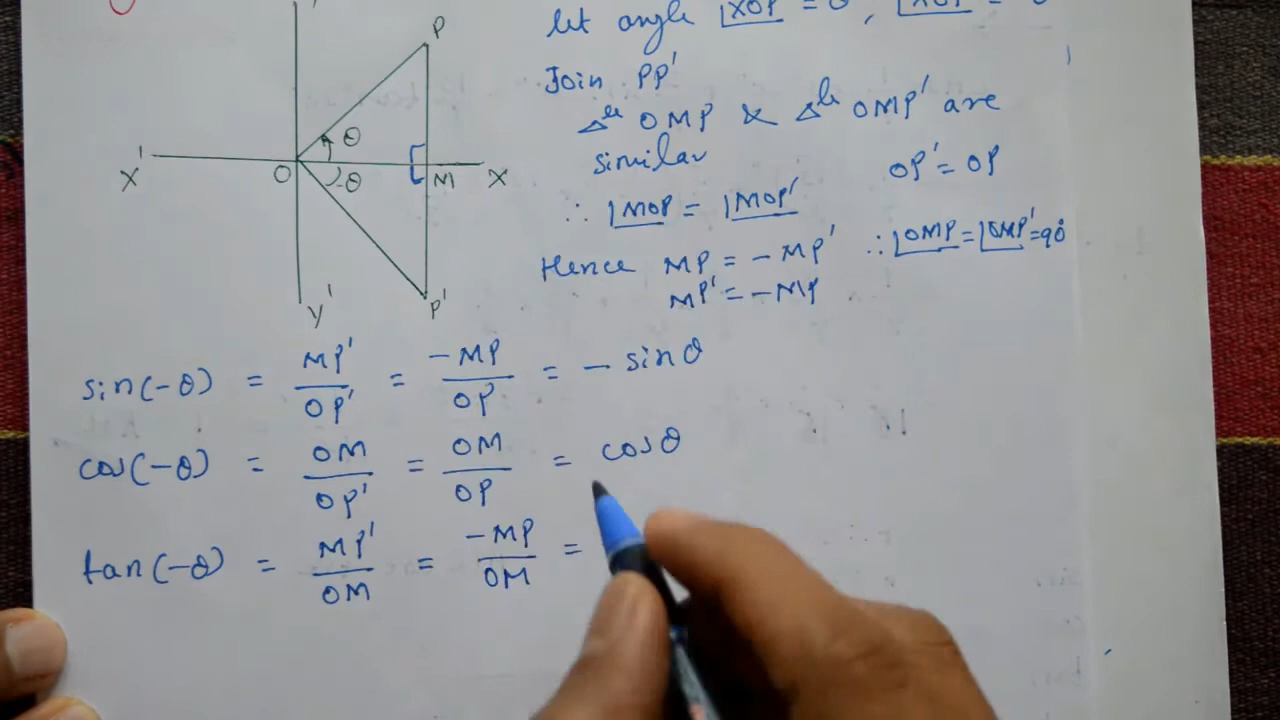 let angle ∠XOP = θ,
Join PP'
Δle OMP & Δle OMP' are
similar
OP' = OP
∴ ∠MOP = ∠MOP'
Hence MP = -MP'
∴ ∠OMP = ∠OMP' = 90°
MP' = -MP
P
θ
X'
O
-θ
M
X
Y'
P'
sin(-θ) = MP'/OP' = -MP/OP = - sinθ
cos(-θ) = OM/OP' = OM/OP = cosθ
tan(-θ) = MP'/OM = -MP/OM =